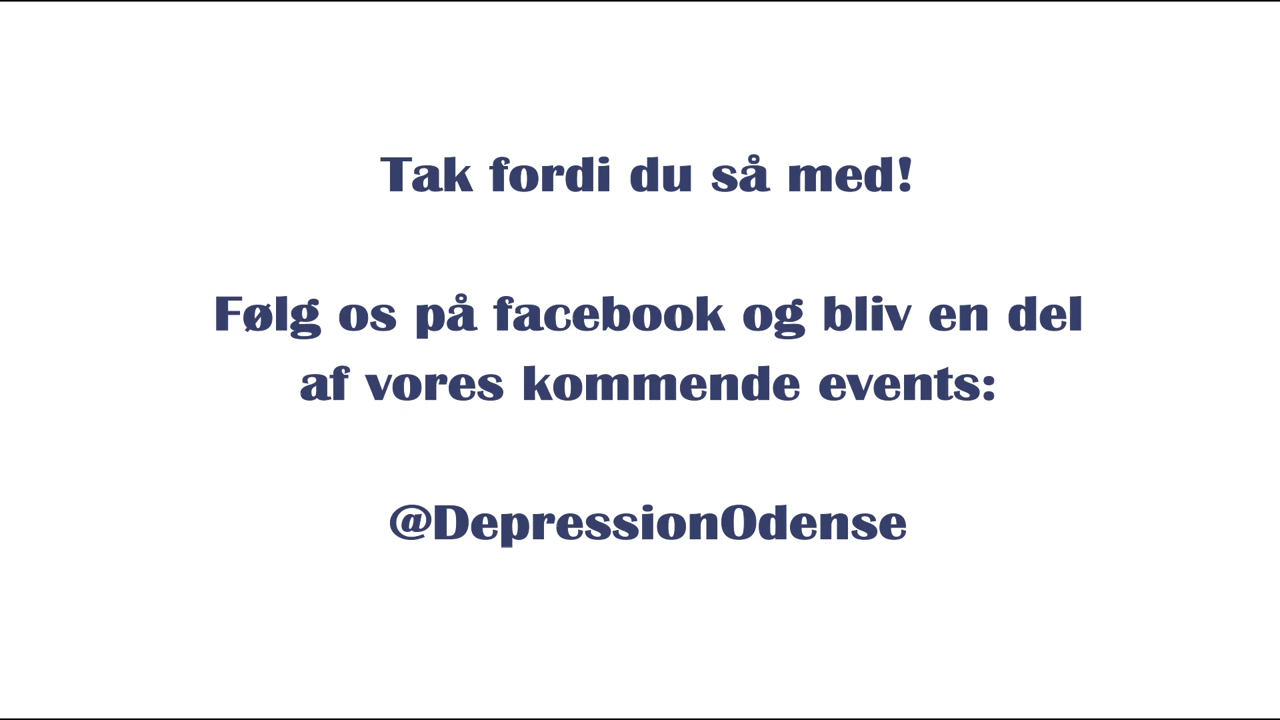 Tak fordi du så med!
Følg os på facebook og bliv en del
af vores kommende events:
@DepressionOdense